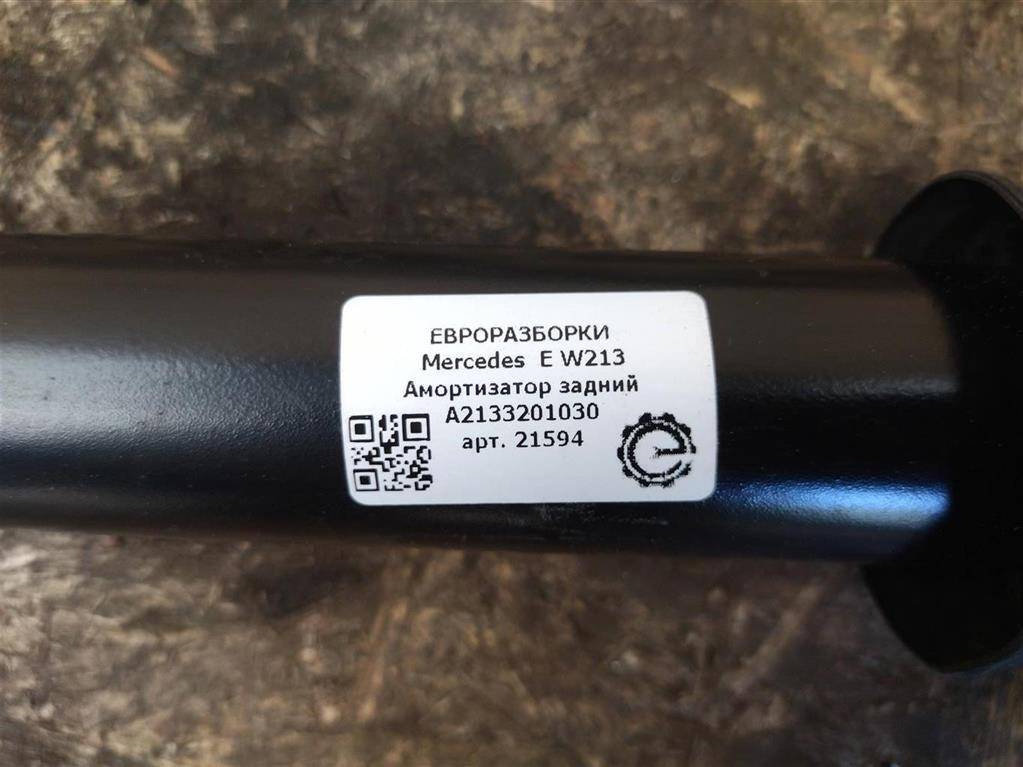 ЕВРОРАЗБОРКИ
Mercedes E W213
Амортизатор задний
A2133201030
арт. 21594